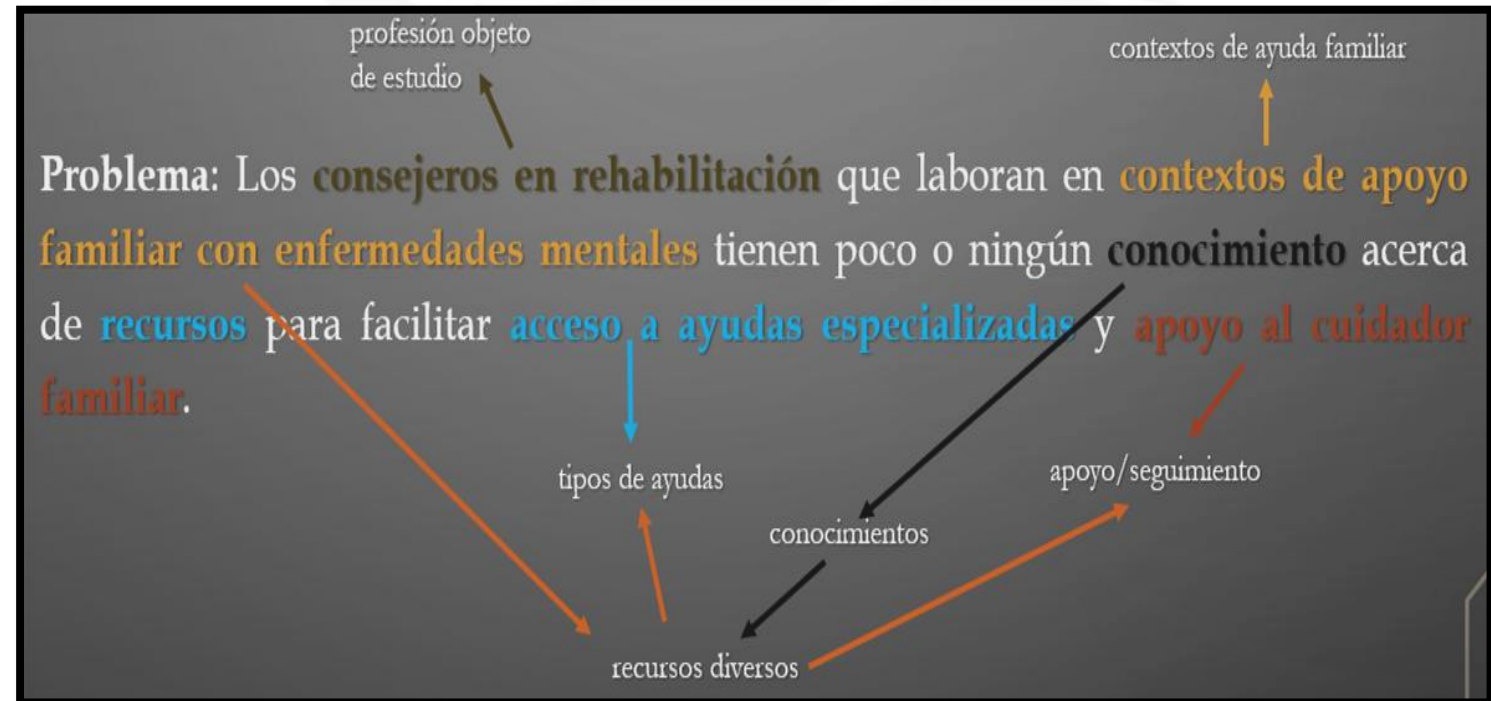 profesión objeto
de estudio
contextos de ayuda familiar
Problema: Los consejeros en rehabilitación que laboran en contextos de apoyo
familiar con enfermedades mentales tienen poco o ningún conocimiento acerca
de recursos para facilitar acceso a ayudas especializadas y apoyo al cuidador
familiar.
tipos de ayudas
apoyo/seguimiento
conocimientos
recursos diversos